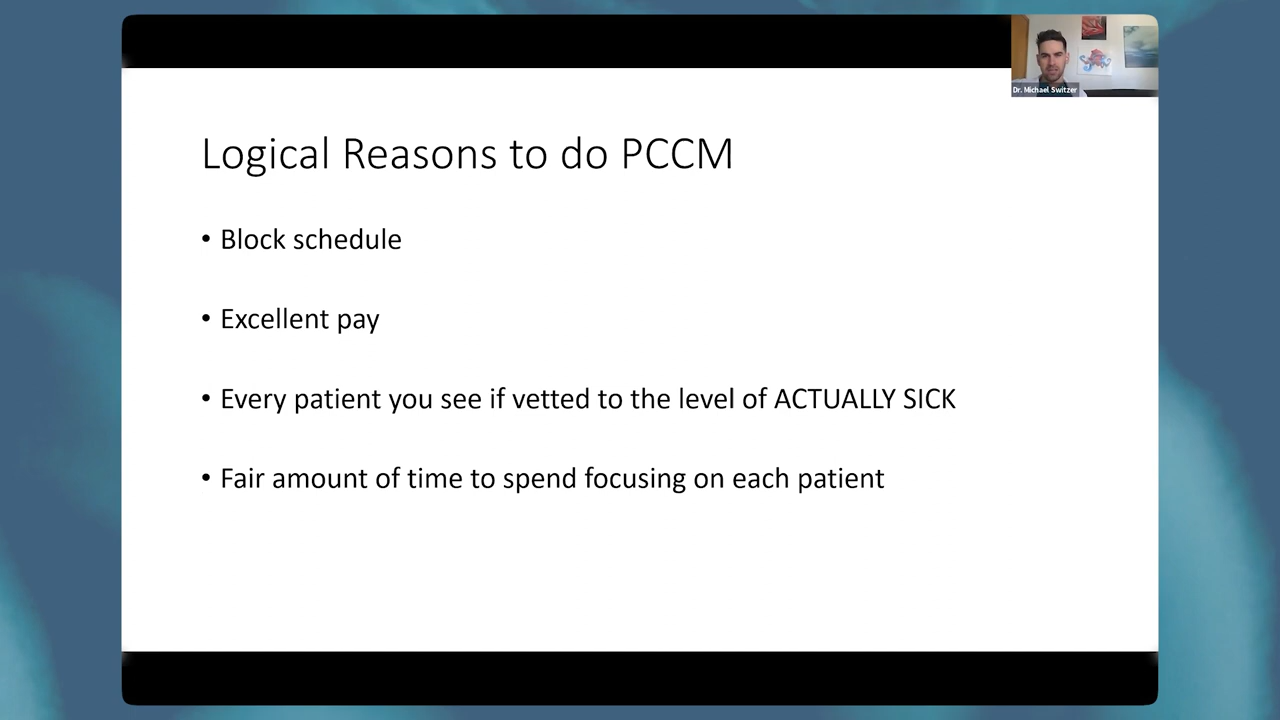 Dr. Michael Switzer
Logical Reasons to do PCCM
• Block schedule
• Excellent pay
• Every patient you see if vetted to the level of ACTUALLY SICK
• Fair amount of time to spend focusing on each patient